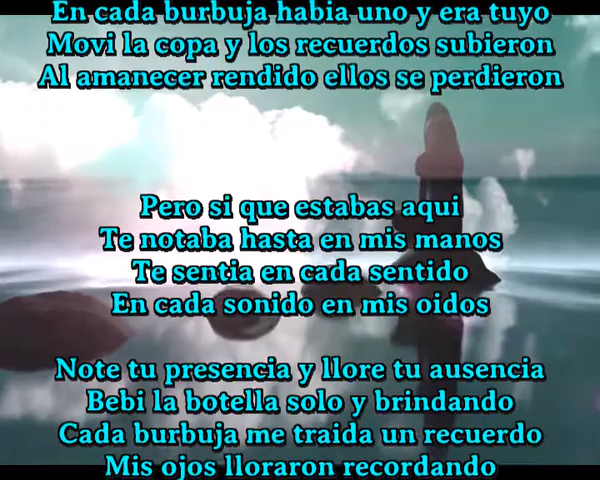 En cada burbuja habia uno y era tuyo
Movi la copa y los recuerdos subieron
Al amanecer rendido ellos se perdieron
Pero si que estabas aqui
Te notaba hasta en mis manos
Te sentia en cada sentido
En cada sonido en mis oidos
Note tu presencia y llore tu ausencia
Bebi la botella solo y brindando
Cada burbuja me traida un recuerdo
Mis ojos lloraron recordando